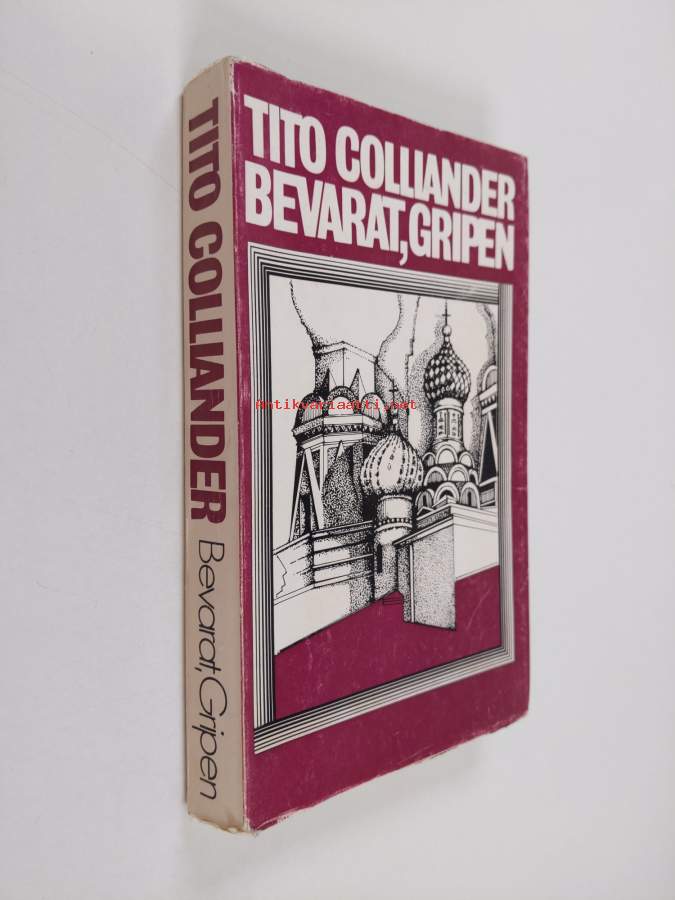 TITO COLLIANDER
BEVARAT, GRIPEN
TITO COLLIANDER Bevarat, Gripen
antikvariaatti.net